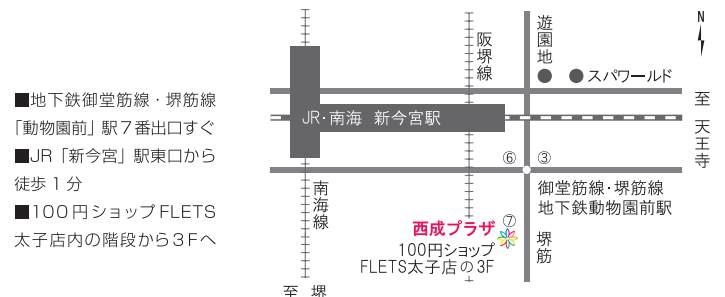 ■地下鉄御堂筋線・堺筋線
「動物園前」駅７番出口すぐ
■JR「新今宮」駅東口から
徒歩１分
■100円ショップFLETS
太子店内の階段から３Fへ
阪堺線
遊園地
スパワールド
N
至 天王寺
JR・南海 新今宮駅
⑥ ③
御堂筋線・堺筋線
地下鉄動物園前駅
南海線
⑦
西成プラザ
100円ショップ
FLETS太子店の3F
堺筋
至 堺